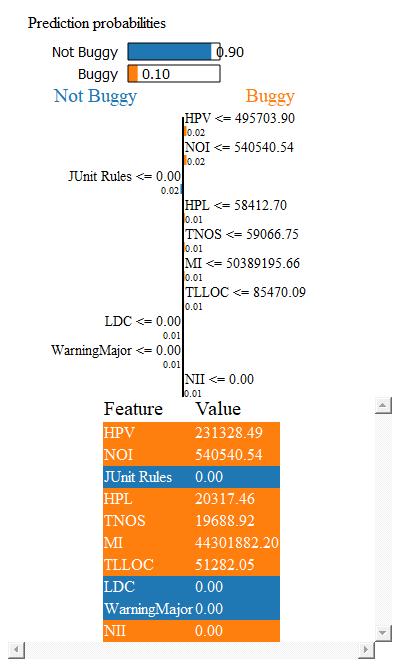 Prediction probabilities
Not Buggy 0.90
Buggy 0.10
Not Buggy Buggy
HPV <= 495703.90
0.02
NOI <= 540540.54
0.02
JUnit Rules <= 0.00
0.02
HPL <= 58412.70
0.01
TNOS <= 59066.75
0.01
MI <= 50389195.66
0.01
TLLOC <= 85470.09
0.01
LDC <= 0.00
0.01
WarningMajor <= 0.00
0.01
NII <= 0.00
0.01
Feature Value
HPV 231328.49
NOI 540540.54
JUnit Rules 0.00
HPL 20317.46
TNOS 19688.92
MI 44301882.20
TLLOC 51282.05
LDC 0.00
WarningMajor 0.00
NII 0.00